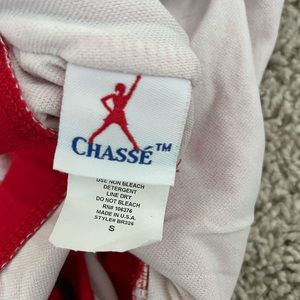 CHASSÉ™
USE NON BLEACH
DETERGENT
LINE DRY
DO NOT BLEACH
RN# 106376
MADE IN U.S.A.
STYLE# BR326
S